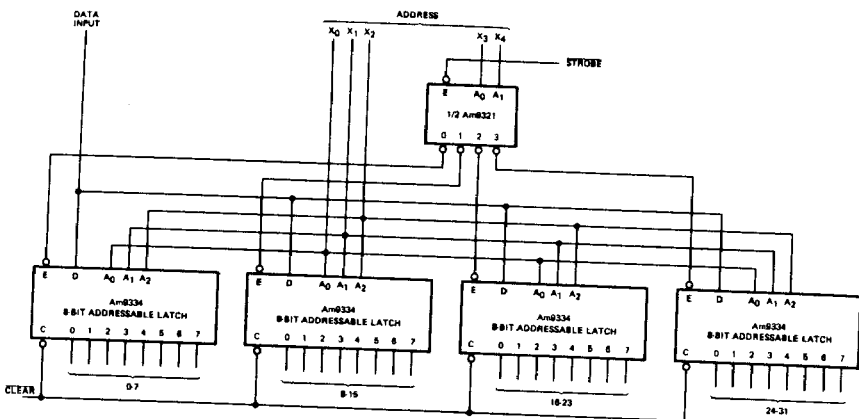 DATA
INPUT
ADDRESS
X0 X1 X2
X3 X4
STROBE
E A0 A1
1/2 Am9321
0 1 2 3
E D A0 A1 A2
Am9334
8-BIT ADDRESSABLE LATCH
C 0 1 2 3 4 5 6 7
0-7
E D A0 A1 A2
Am9334
8-BIT ADDRESSABLE LATCH
C 0 1 2 3 4 5 6 7
8-15
E D A0 A1 A2
Am9334
8-BIT ADDRESSABLE LATCH
C 0 1 2 3 4 5 6 7
16-23
E D A0 A1 A2
Am9334
8-BIT ADDRESSABLE LATCH
C 0 1 2 3 4 5 6 7
24-31
CLEAR